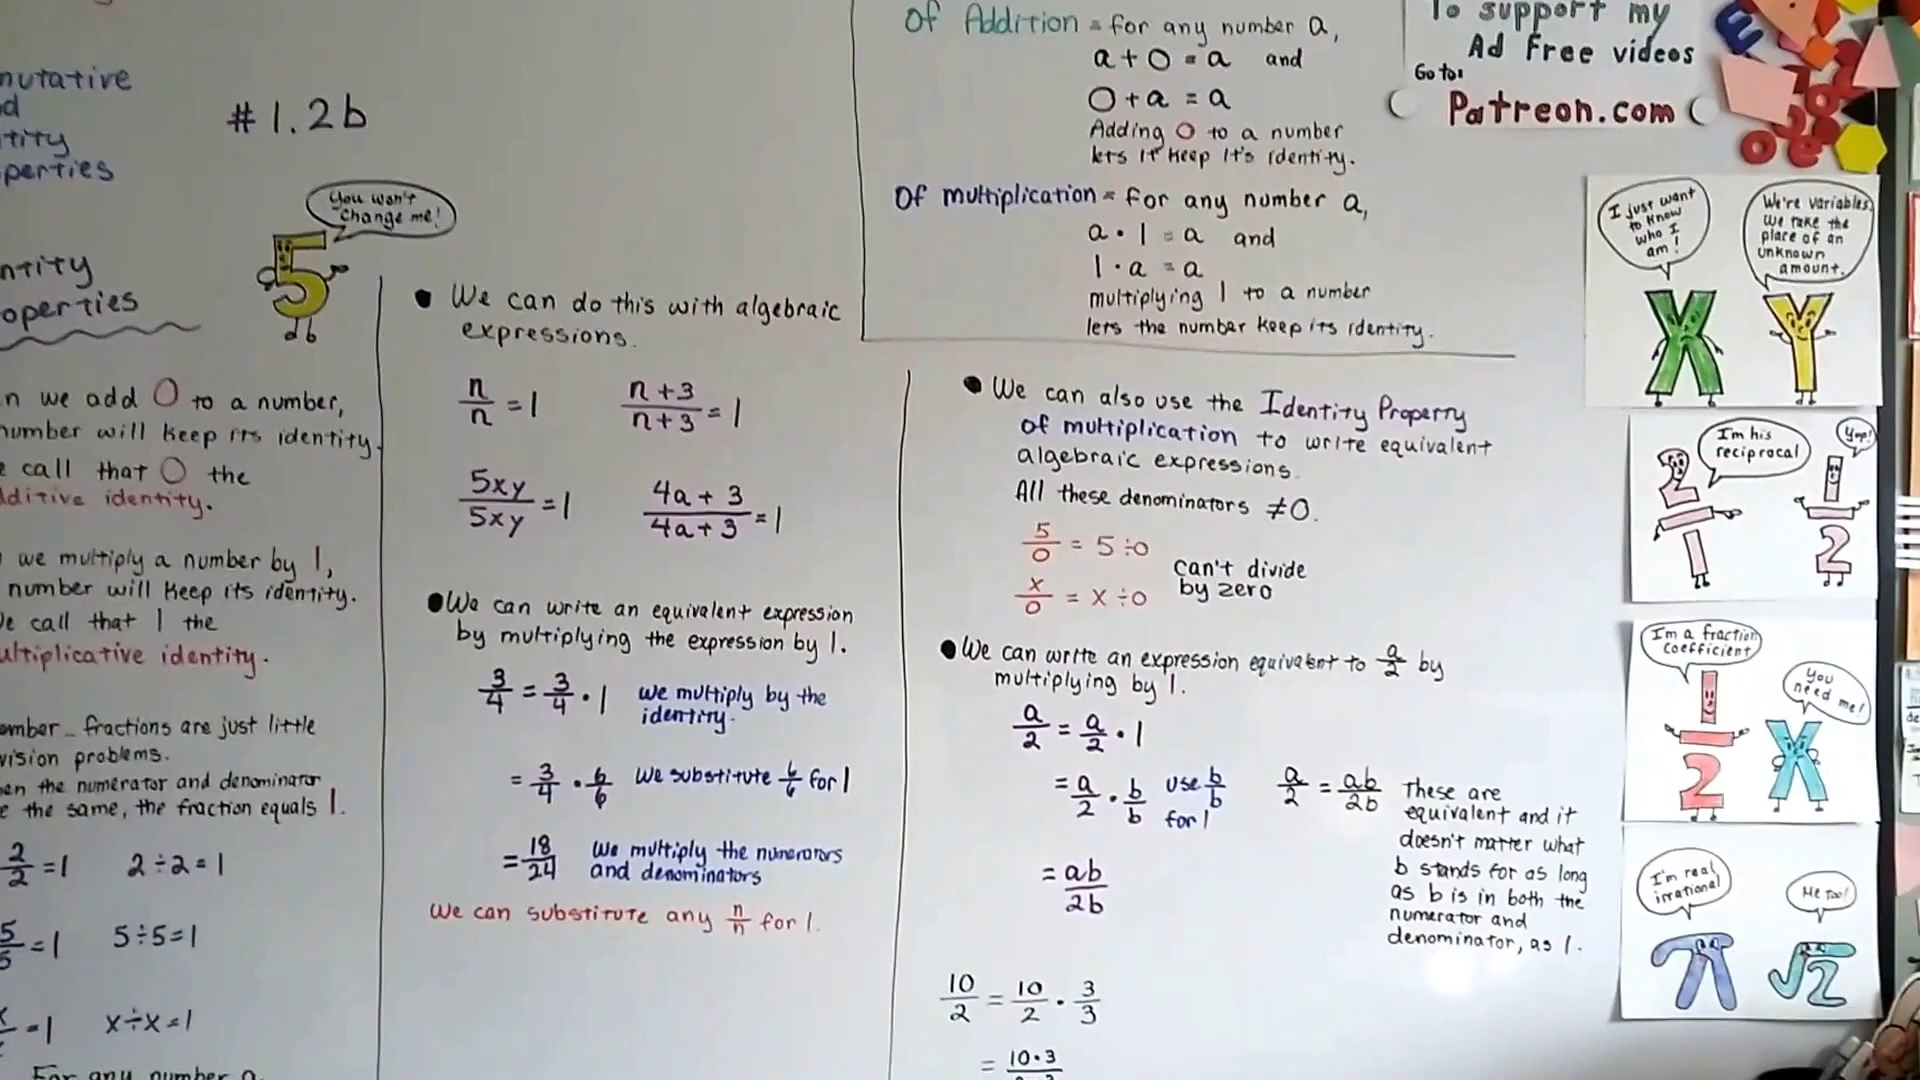 #1.2b
You won't
change me!
we add 0 to a number,
number will keep its identity.
call that 0 the
identity.
we multiply a number by 1,
number will keep its identity.
call that 1 the
identity.
fractions are just little
problems.
the numerator and denominator
the same, the fraction equals 1.
2/2 = 1 2 ÷ 2 = 1
5/5 = 1 5 ÷ 5 = 1
= 1 x ÷ x = 1
For any number a
• We can do this with algebraic
expressions.
n/n = 1 n + 3/n + 3 = 1
5xy/5xy = 1 4a + 3/4a + 3 = 1
• We can write an equivalent expression
by multiplying the expression by 1.
3/4 = 3/4 · 1 we multiply by the
identity.
= 3/4 · 6/6 We substitute 6/6 for 1
= 18/24 we multiply the numerators
and denominators
We can substitute any n/n for 1.
Of Addition = for any number a,
a + 0 = a and
0 + a = a
Adding 0 to a number
lets it keep it's identity.
Of multiplication = for any number a,
a · 1 = a and
1 · a = a
multiplying 1 to a number
lets the number keep its identity.
• We can also use the Identity Property
of multiplication to write equivalent
algebraic expressions.
All these denominators ≠ 0.
5/0 = 5 ÷ 0 can't divide
x/0 = x ÷ 0 by zero
• We can write an expression equivalent to a/2 by
multiplying by 1.
a/2 = a/2 · 1
= a/2 · b/b use b/b
for 1
= ab/2b
a/2 = ab/2b These are
equivalent and it
doesn't matter what
b stands for as long
as b is in both the
numerator and
denominator, as 1.
10/2 = 10/2 · 3/3
= 10·3
To support my
Ad Free videos
Go to:
Patreon.com
I just want
to know
who I
am!
We're variables.
We take the
place of an
unknown
amount.
X Y
I'm his
reciprocal
Yup!
2/1 1/2
I'm a fraction
coefficient
You
need me!
1/2 X
I'm real
irrational
Me too!
π √2